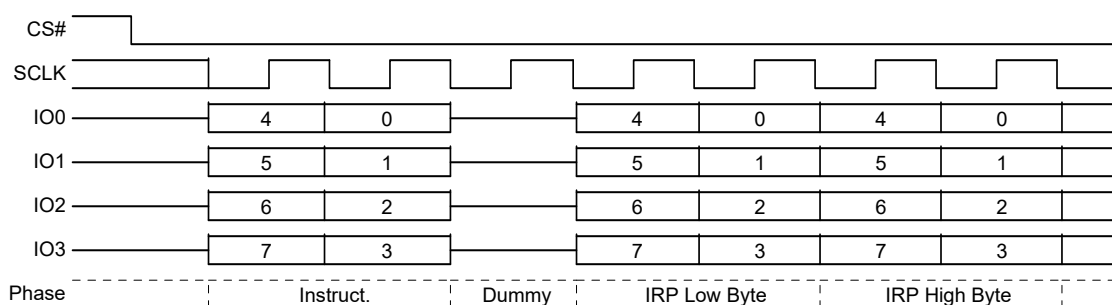 CS#
SCLK
IO0 4 0 4 0 4 0
IO1 5 1 5 1 5 1
IO2 6 2 6 2 6 2
IO3 7 3 7 3 7 3
Phase Instruct. Dummy IRP Low Byte IRP High Byte